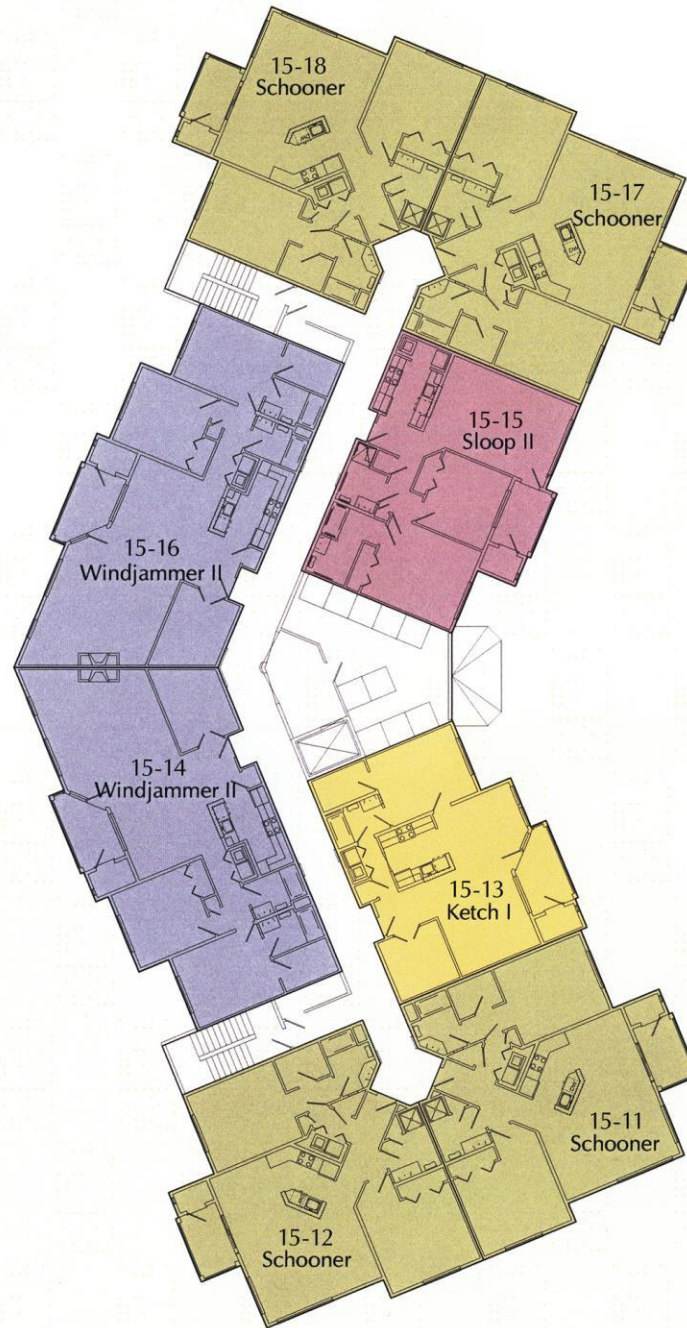 15-18
Schooner
15-17
Schooner
15-15
Sloop II
15-16
Windjammer II
15-14
Windjammer II
15-13
Ketch I
15-11
Schooner
15-12
Schooner